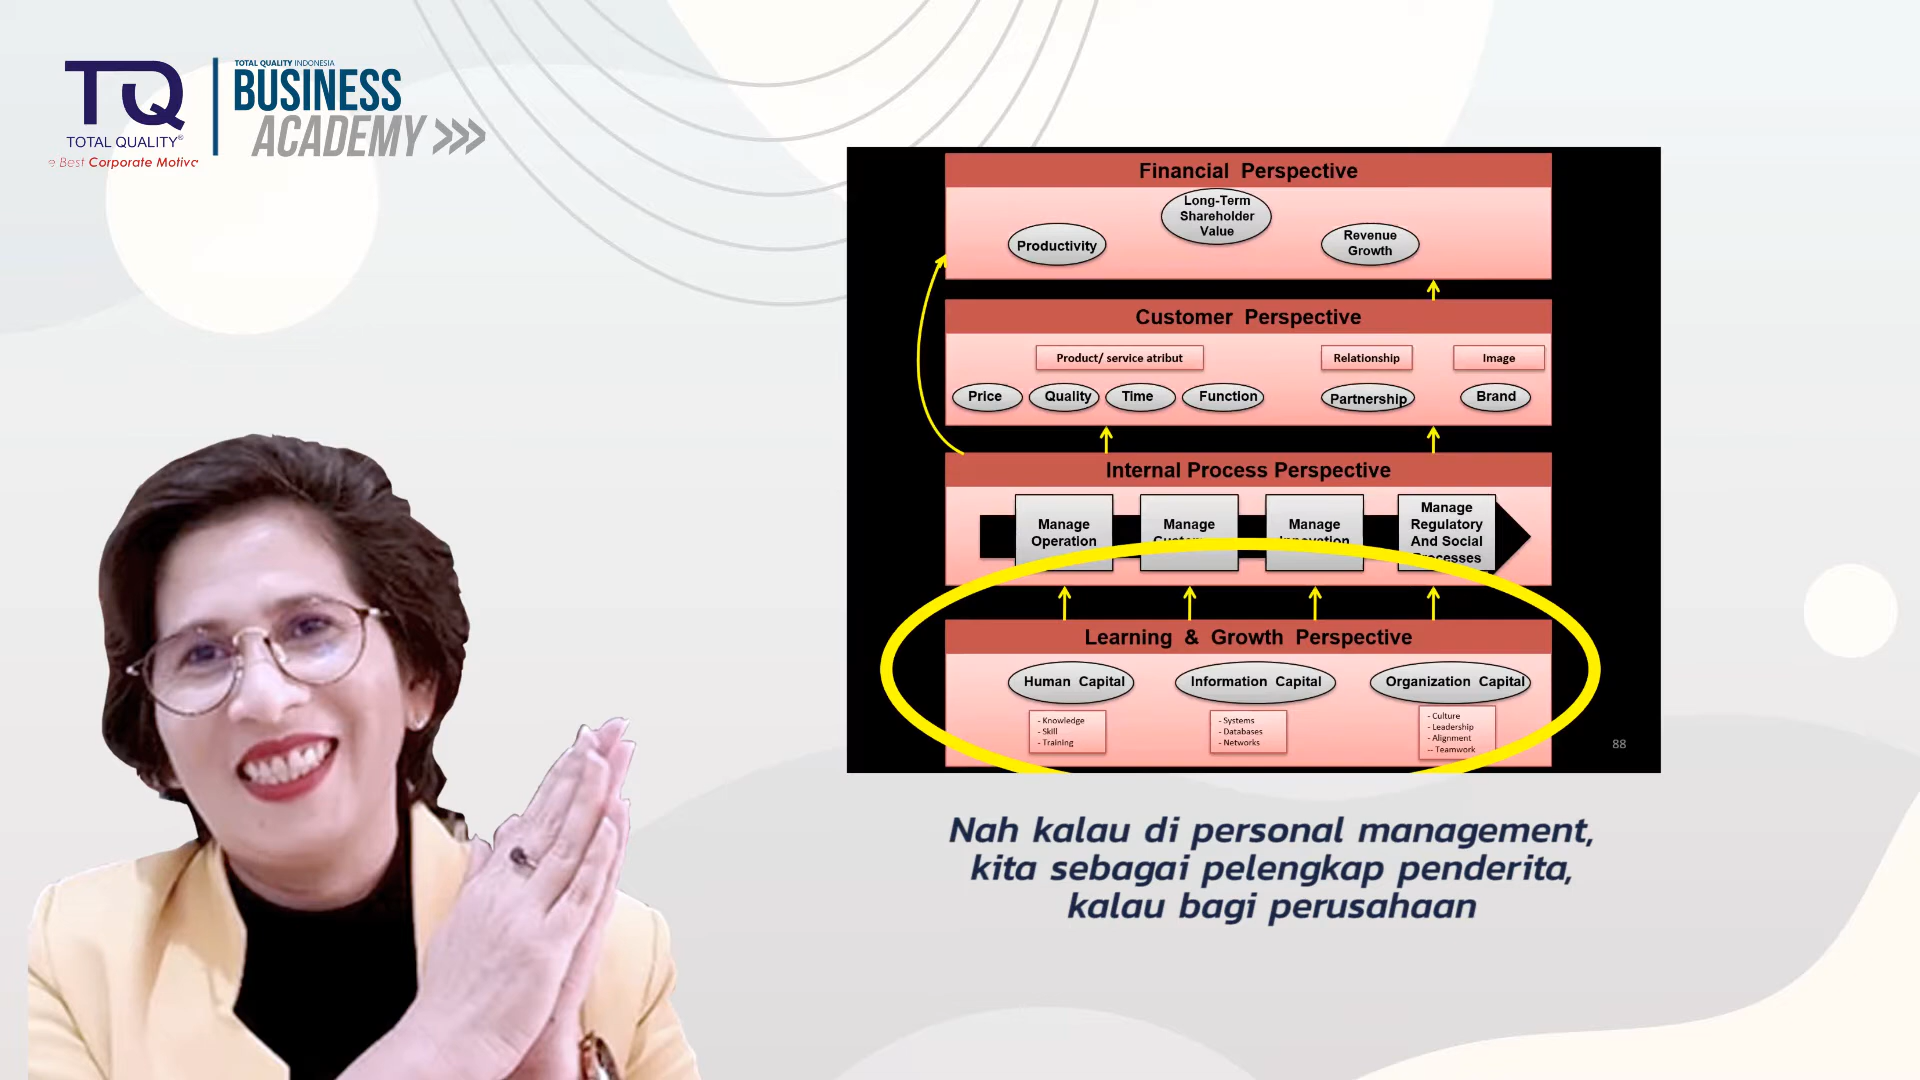 TQ
TOTAL QUALITY®
e Best Corporate Motiva
TOTAL QUALITY INDONESIA
BUSINESS
ACADEMY >>>
Financial Perspective
Long-Term
Shareholder
Value
Productivity
Revenue
Growth
Customer Perspective
Product/ service atribut
Relationship
Image
Price
Quality
Time
Function
Partnership
Brand
Internal Process Perspective
Manage
Operation
Manage
Manage
Innovation
Manage
Regulatory
And Social
Processes
Learning & Growth Perspective
Human Capital
Information Capital
Organization Capital
- Knowledge
- Skill
- Training
- Systems
- Databases
- Networks
- Culture
- Leadership
- Alignment
-- Teamwork
88
Nah kalau di personal management,
kita sebagai pelengkap penderita,
kalau bagi perusahaan